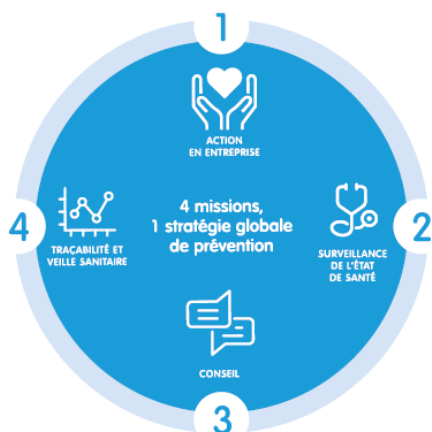 1
ACTION
EN ENTREPRISE
4 missions,
1 stratégie globale
de prévention
4
TRAÇABILITÉ ET
VEILLE SANITAIRE
2
SURVEILLANCE
DE L'ÉTAT
DE SANTÉ
CONSEIL
3